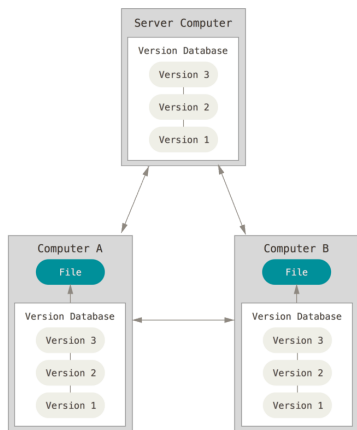 Server Computer
Version Database
Version 3
Version 2
Version 1
Computer A
File
Version Database
Version 3
Version 2
Version 1
Computer B
File
Version Database
Version 3
Version 2
Version 1